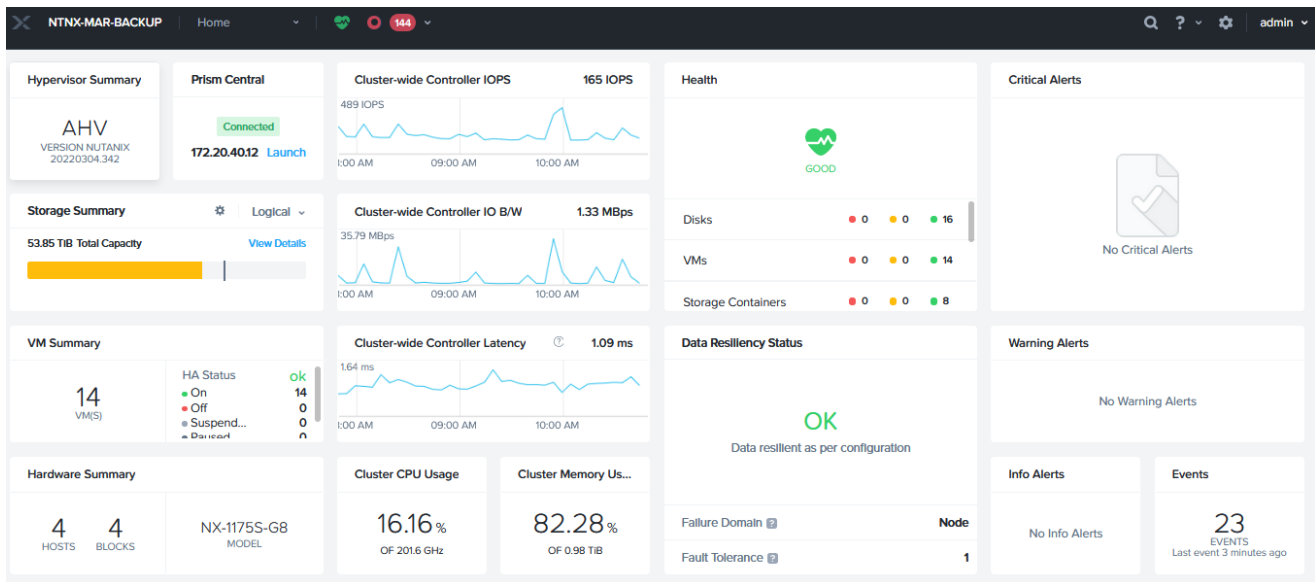 NTNX-MAR-BACKUP Home 144 ? admin
Hypervisor Summary
AHV
VERSION NUTANIX
20220304.342
Prism Central
Connected
172.20.40.12 Launch
Cluster-wide Controller IOPS 165 IOPS
489 IOPS
:00 AM 09:00 AM 10:00 AM
Health
GOOD
Disks 0 0 16
VMs 0 0 14
Storage Containers 0 0 8
Critical Alerts
No Critical Alerts
Storage Summary Logical
53.85 TiB Total Capacity View Details
Cluster-wide Controller IO B/W 1.33 MBps
35.79 MBps
:00 AM 09:00 AM 10:00 AM
VM Summary
14
VM(S)
HA Status ok
On 14
Off 0
Suspend... 0
Paused 0
Cluster-wide Controller Latency ? 1.09 ms
1.64 ms
:00 AM 09:00 AM 10:00 AM
Data Resiliency Status
OK
Data resilient as per configuration
Failure Domain ? Node
Fault Tolerance ? 1
Warning Alerts
No Warning Alerts
Hardware Summary
4 4
HOSTS BLOCKS
NX-1175S-G8
MODEL
Cluster CPU Usage
16.16 %
OF 201.6 GHz
Cluster Memory Us...
82.28 %
OF 0.98 TiB
Info Alerts
No Info Alerts
Events
23
EVENTS
Last event 3 minutes ago